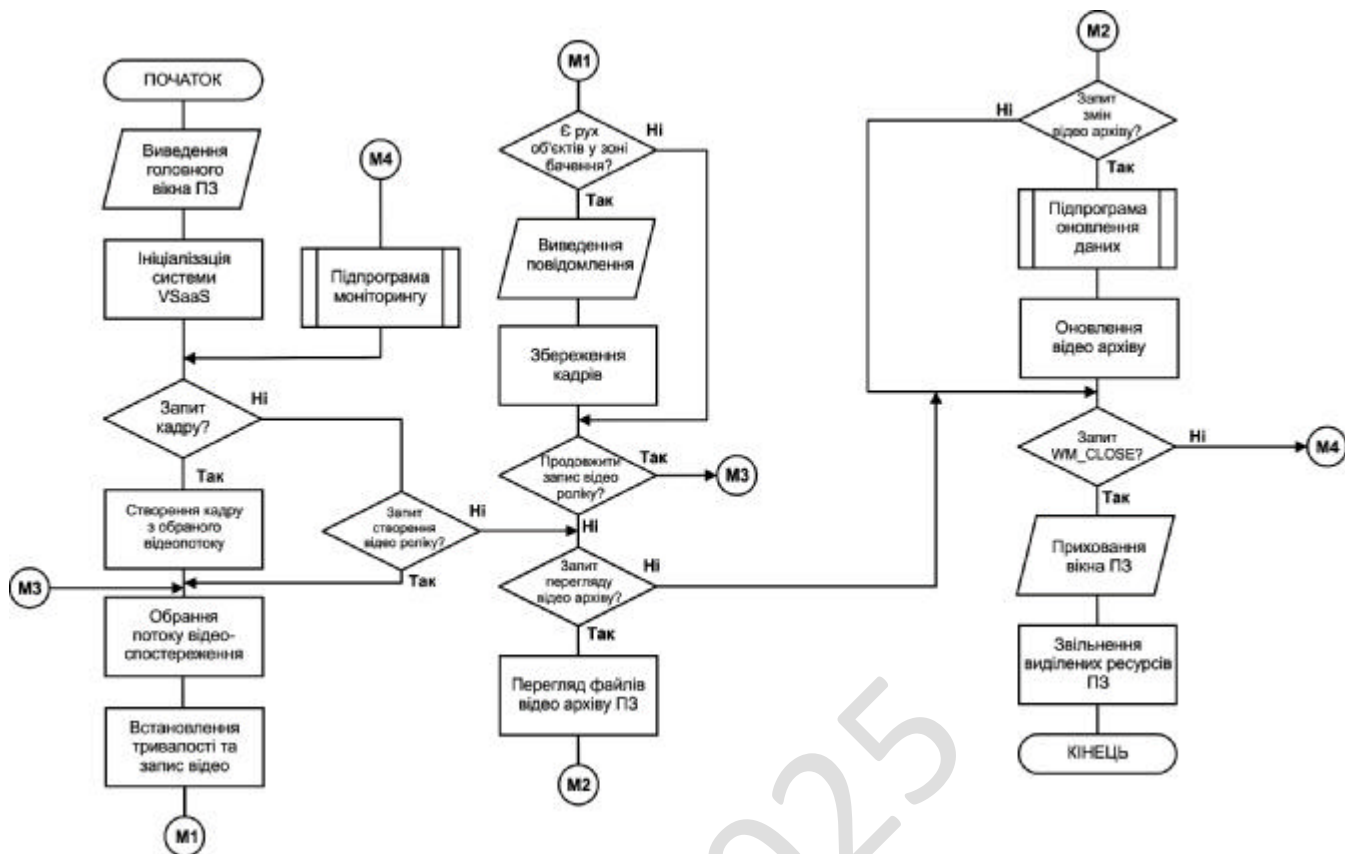 ПОЧАТОК
Виведення
головного
вікна ПЗ
Ініціалізація
системи
VSaaS
M4
Підпрограма
моніторингу
Запит
кадру?
Ні
Так
Створення кадру
з обраного
відеопотоку
Запит
створення
відео роліку?
Ні
Так
M3
Обрання
потоку відео-
спостереження
Встановлення
тривалості та
запис відео
M1
M1
Є рух
об'єктів у зоні
бачення?
Ні
Так
Виведення
повідомлення
Збереження
кадрів
Продовжити
запис відео
роліку?
Так
M3
Ні
Запит
перегляду
відео архіву?
Ні
Так
Перегляд файлів
відео архіву ПЗ
M2
M2
Запит
змін
відео архіву?
Ні
Так
Підпрограма
оновлення
даних
Оновлення
відео архіву
Запит
WM_CLOSE?
Ні
M4
Так
Приховання
вікна ПЗ
Звільнення
виділених ресурсів
ПЗ
КІНЕЦЬ
2025